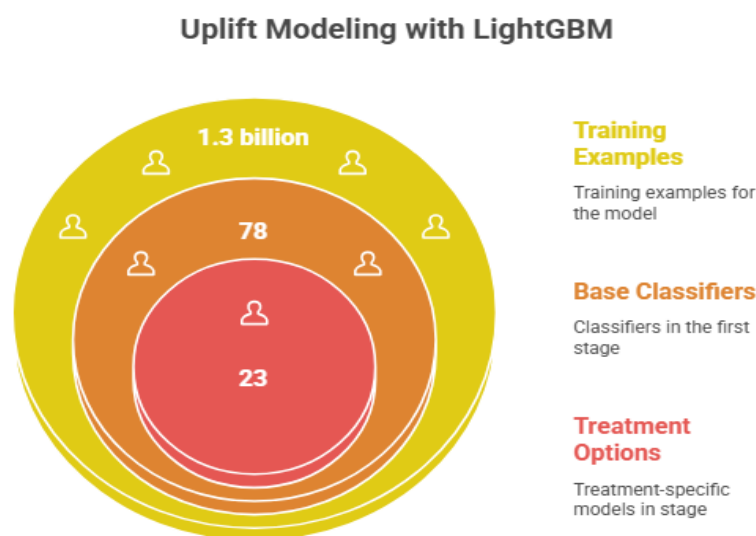 Uplift Modeling with LightGBM
1.3 billion
78
23
Training
Examples
Training examples for
the model
Base Classifiers
Classifiers in the first
stage
Treatment
Options
Treatment-specific
models in stage